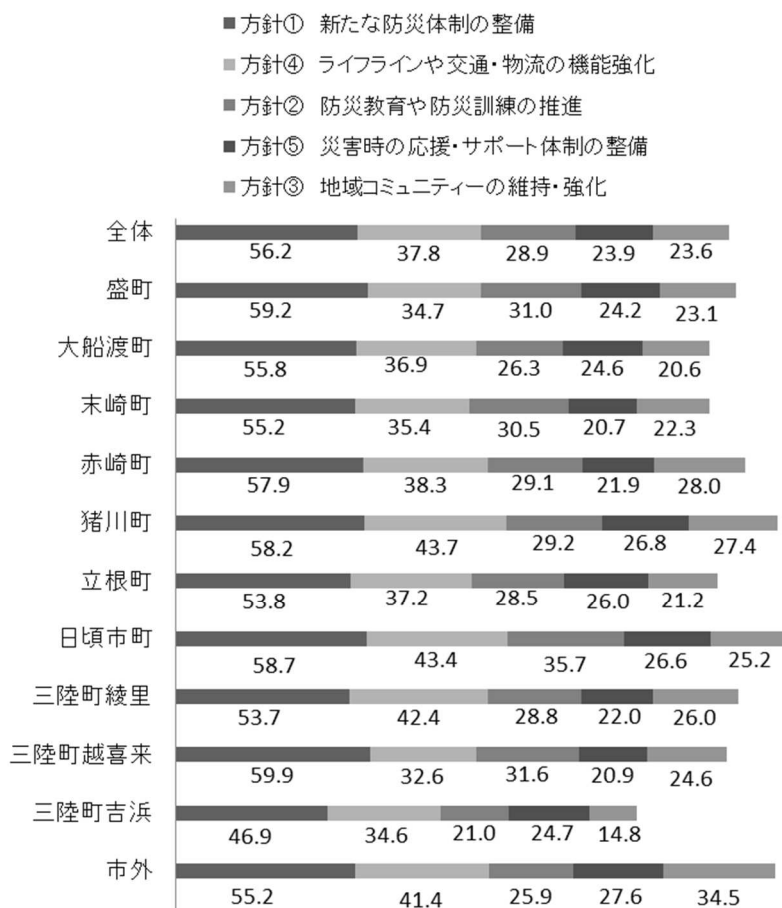 ■方針① 新たな防災体制の整備
■方針④ ライフラインや交通・物流の機能強化
■方針② 防災教育や防災訓練の推進
■方針⑤ 災害時の応援・サポート体制の整備
■方針③ 地域コミュニティーの維持・強化
全体
56.2 37.8 28.9 23.9 23.6
盛町
59.2 34.7 31.0 24.2 23.1
大船渡町
55.8 36.9 26.3 24.6 20.6
末崎町
55.2 35.4 30.5 20.7 22.3
赤崎町
57.9 38.3 29.1 21.9 28.0
猪川町
58.2 43.7 29.2 26.8 27.4
立根町
53.8 37.2 28.5 26.0 21.2
日頃市町
58.7 43.4 35.7 26.6 25.2
三陸町綾里
53.7 42.4 28.8 22.0 26.0
三陸町越喜来
59.9 32.6 31.6 20.9 24.6
三陸町吉浜
46.9 34.6 21.0 24.7 14.8
市外
55.2 41.4 25.9 27.6 34.5